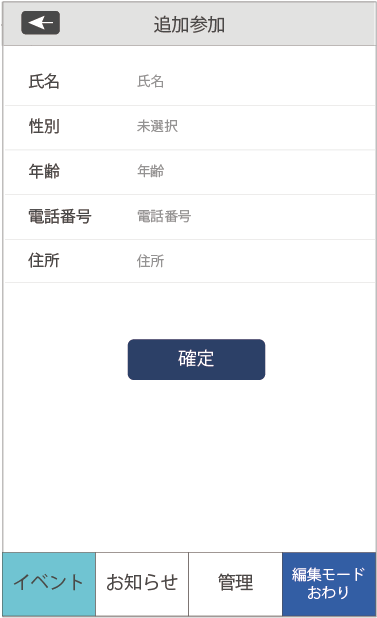 追加参加
氏名 氏名
性別 未選択
年齢 年齢
電話番号 電話番号
住所 住所
確定
イベント お知らせ 管理 編集モード
おわり